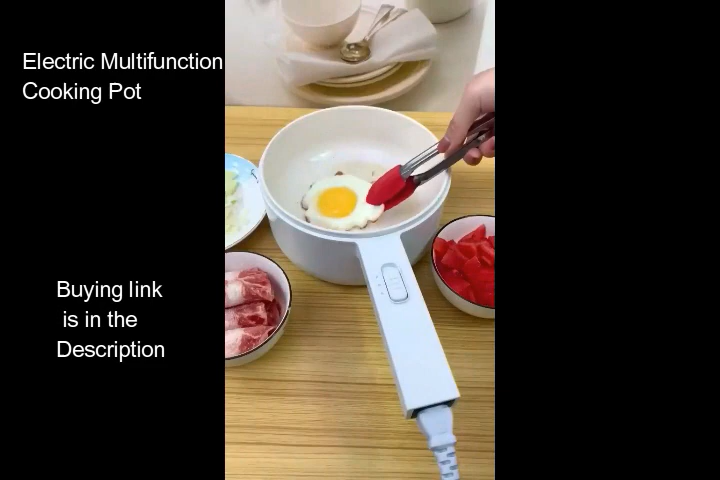 Electric Multifunction
Cooking Pot
Buying link
is in the
Description